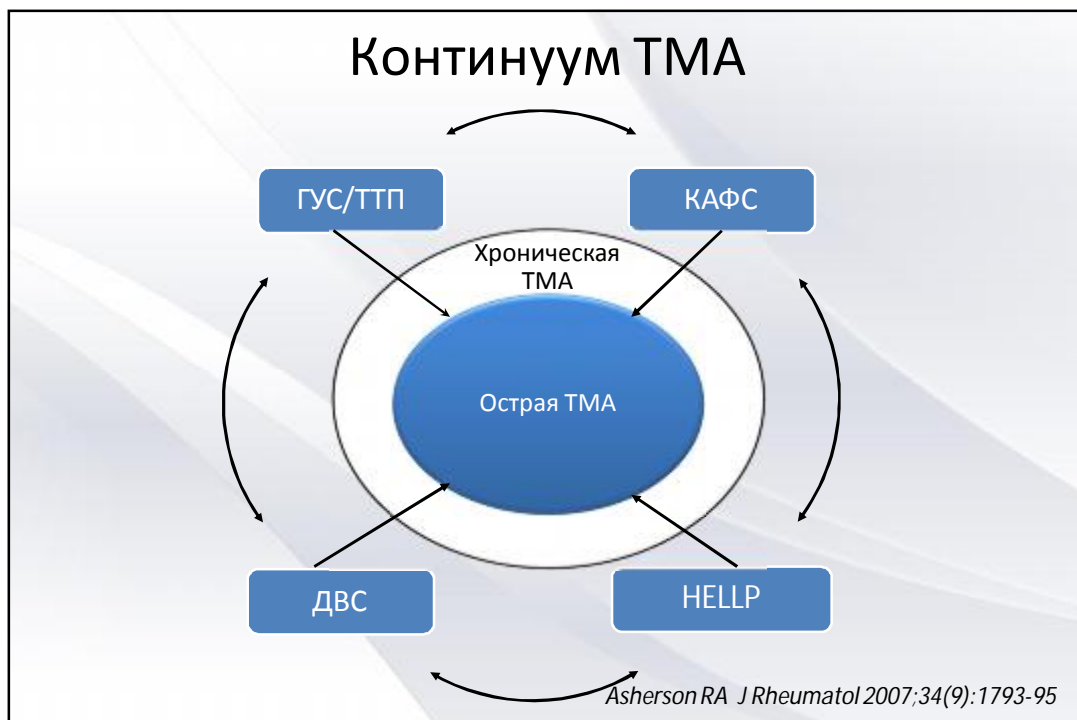 Континуум ТМА
ГУС/ТТП
КАФС
Хроническая
ТМА
Острая ТМА
ДВС
HELLP
Asherson RA J Rheumatol 2007;34(9):1793-95